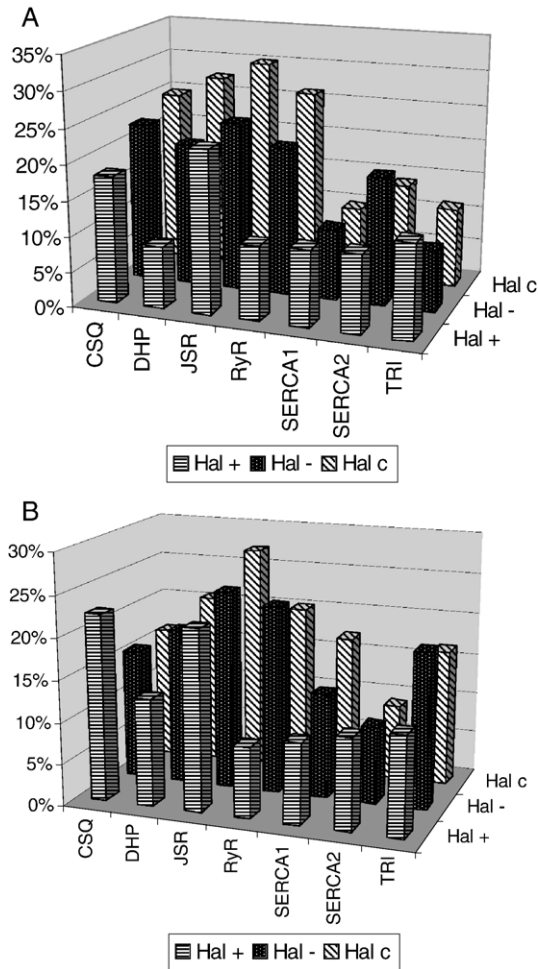 A
35%
30%
25%
20%
15%
10%
5%
0%
CSQ
DHP
JSR
RyR
SERCA1
SERCA2
TRI
Hal c
Hal -
Hal +
Hal + Hal - Hal c
B
30%
25%
20%
15%
10%
5%
0%
CSQ
DHP
JSR
RyR
SERCA1
SERCA2
TRI
Hal c
Hal -
Hal +
Hal + Hal - Hal c